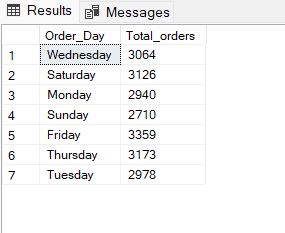 Results Messages
Order_Day Total_orders
1 Wednesday 3064
2 Saturday 3126
3 Monday 2940
4 Sunday 2710
5 Friday 3359
6 Thursday 3173
7 Tuesday 2978